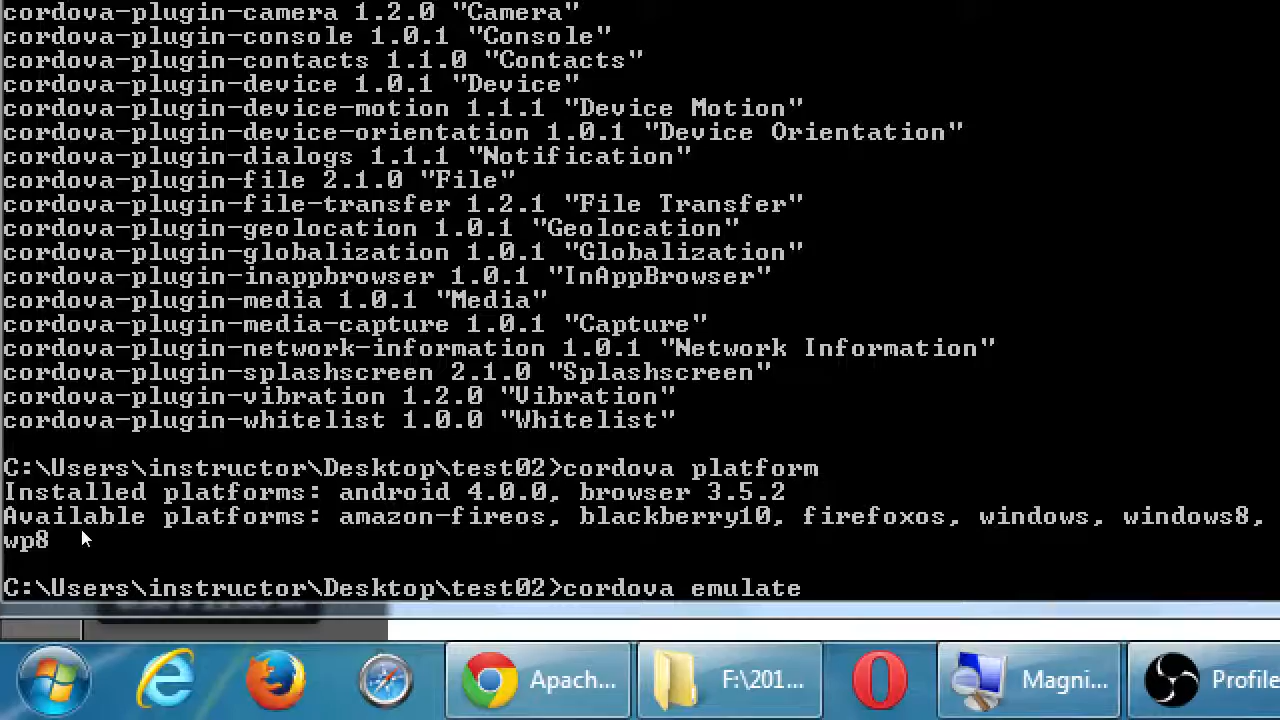 cordova-plugin-camera 1.2.0 "Camera"
cordova-plugin-console 1.0.1 "Console"
cordova-plugin-contacts 1.1.0 "Contacts"
cordova-plugin-device 1.0.1 "Device"
cordova-plugin-device-motion 1.1.1 "Device Motion"
cordova-plugin-device-orientation 1.0.1 "Device Orientation"
cordova-plugin-dialogs 1.1.1 "Notification"
cordova-plugin-file 2.1.0 "File"
cordova-plugin-file-transfer 1.2.1 "File Transfer"
cordova-plugin-geolocation 1.0.1 "Geolocation"
cordova-plugin-globalization 1.0.1 "Globalization"
cordova-plugin-inappbrowser 1.0.1 "InAppBrowser"
cordova-plugin-media 1.0.1 "Media"
cordova-plugin-media-capture 1.0.1 "Capture"
cordova-plugin-network-information 1.0.1 "Network Information"
cordova-plugin-splashscreen 2.1.0 "Splashscreen"
cordova-plugin-vibration 1.2.0 "Vibration"
cordova-plugin-whitelist 1.0.0 "Whitelist"
C:\Users\instructor\Desktop\test02>cordova platform
Installed platforms: android 4.0.0, browser 3.5.2
Available platforms: amazon-fireos, blackberry10, firefoxos, windows, windows8,
wp8
C:\Users\instructor\Desktop\test02>cordova emulate
Apach... F:\201... Magni... Profile